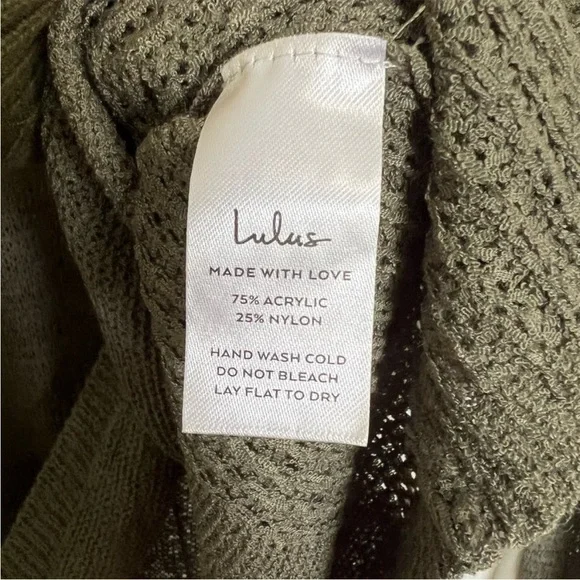 Lulus
MADE WITH LOVE
75% ACRYLIC
25% NYLON
HAND WASH COLD
DO NOT BLEACH
LAY FLAT TO DRY